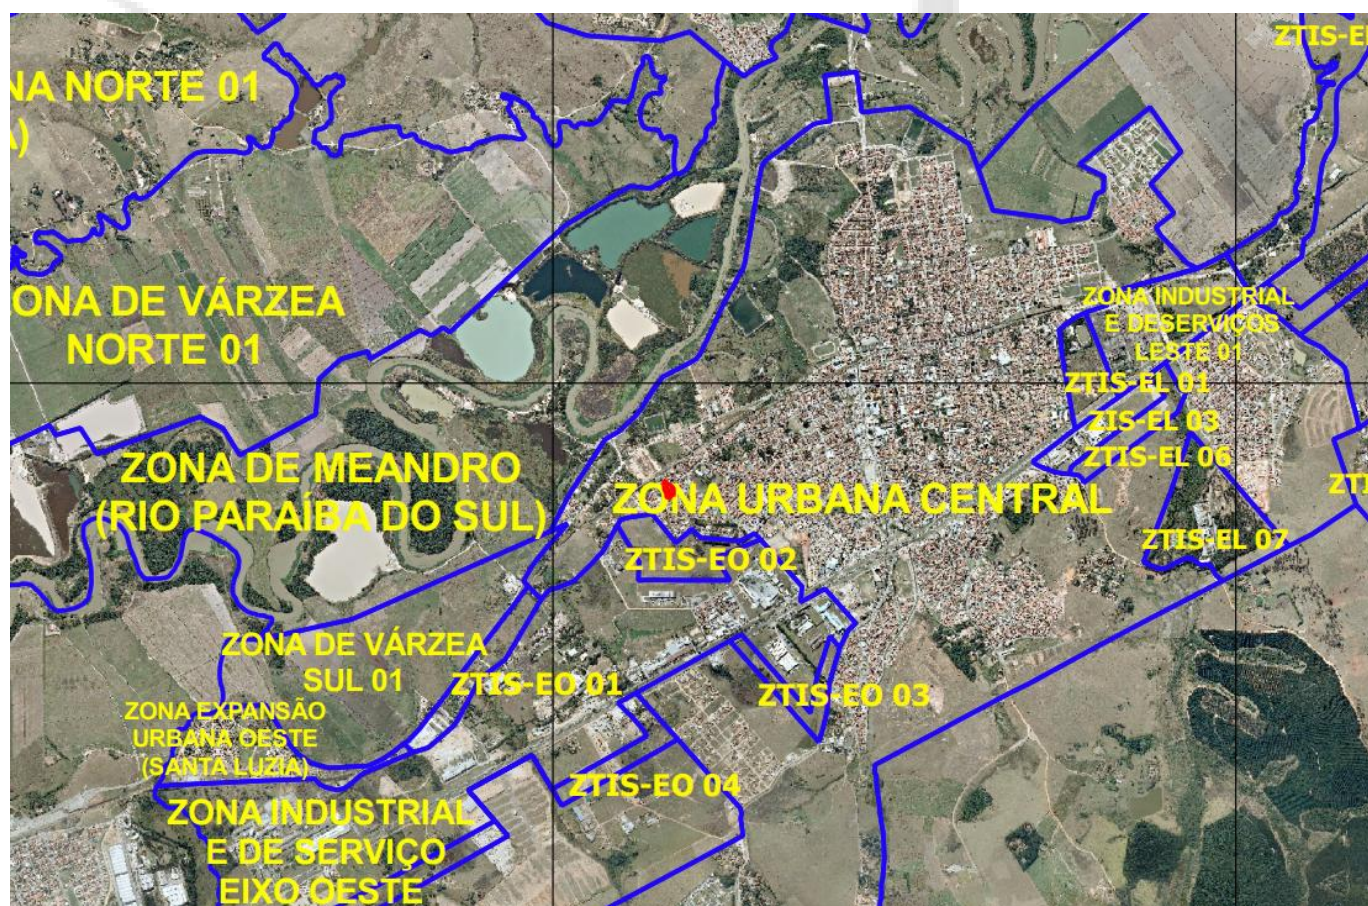 ZTIS-E
NA NORTE 01
A)
ONA DE VÁRZEA
NORTE 01
ZONA INDUSTRIAL
E DESERVIÇOS
LESTE 01
ZTIS-EL 01
ZIS-EL 03
ZTIS-EL 06
ZONA DE MEANDRO
(RIO PARAÍBA DO SUL)
ZONA URBANA CENTRAL
ZTI
ZTIS-EO 02
ZTIS-EL 07
ZONA DE VÁRZEA
SUL 01
ZTIS-EO 01
ZTIS-EO 03
ZONA EXPANSÃO
URBANA OESTE
(SANTA LUZIA)
ZTIS-EO 04
ZONA INDUSTRIAL
E DE SERVIÇO
EIXO OESTE